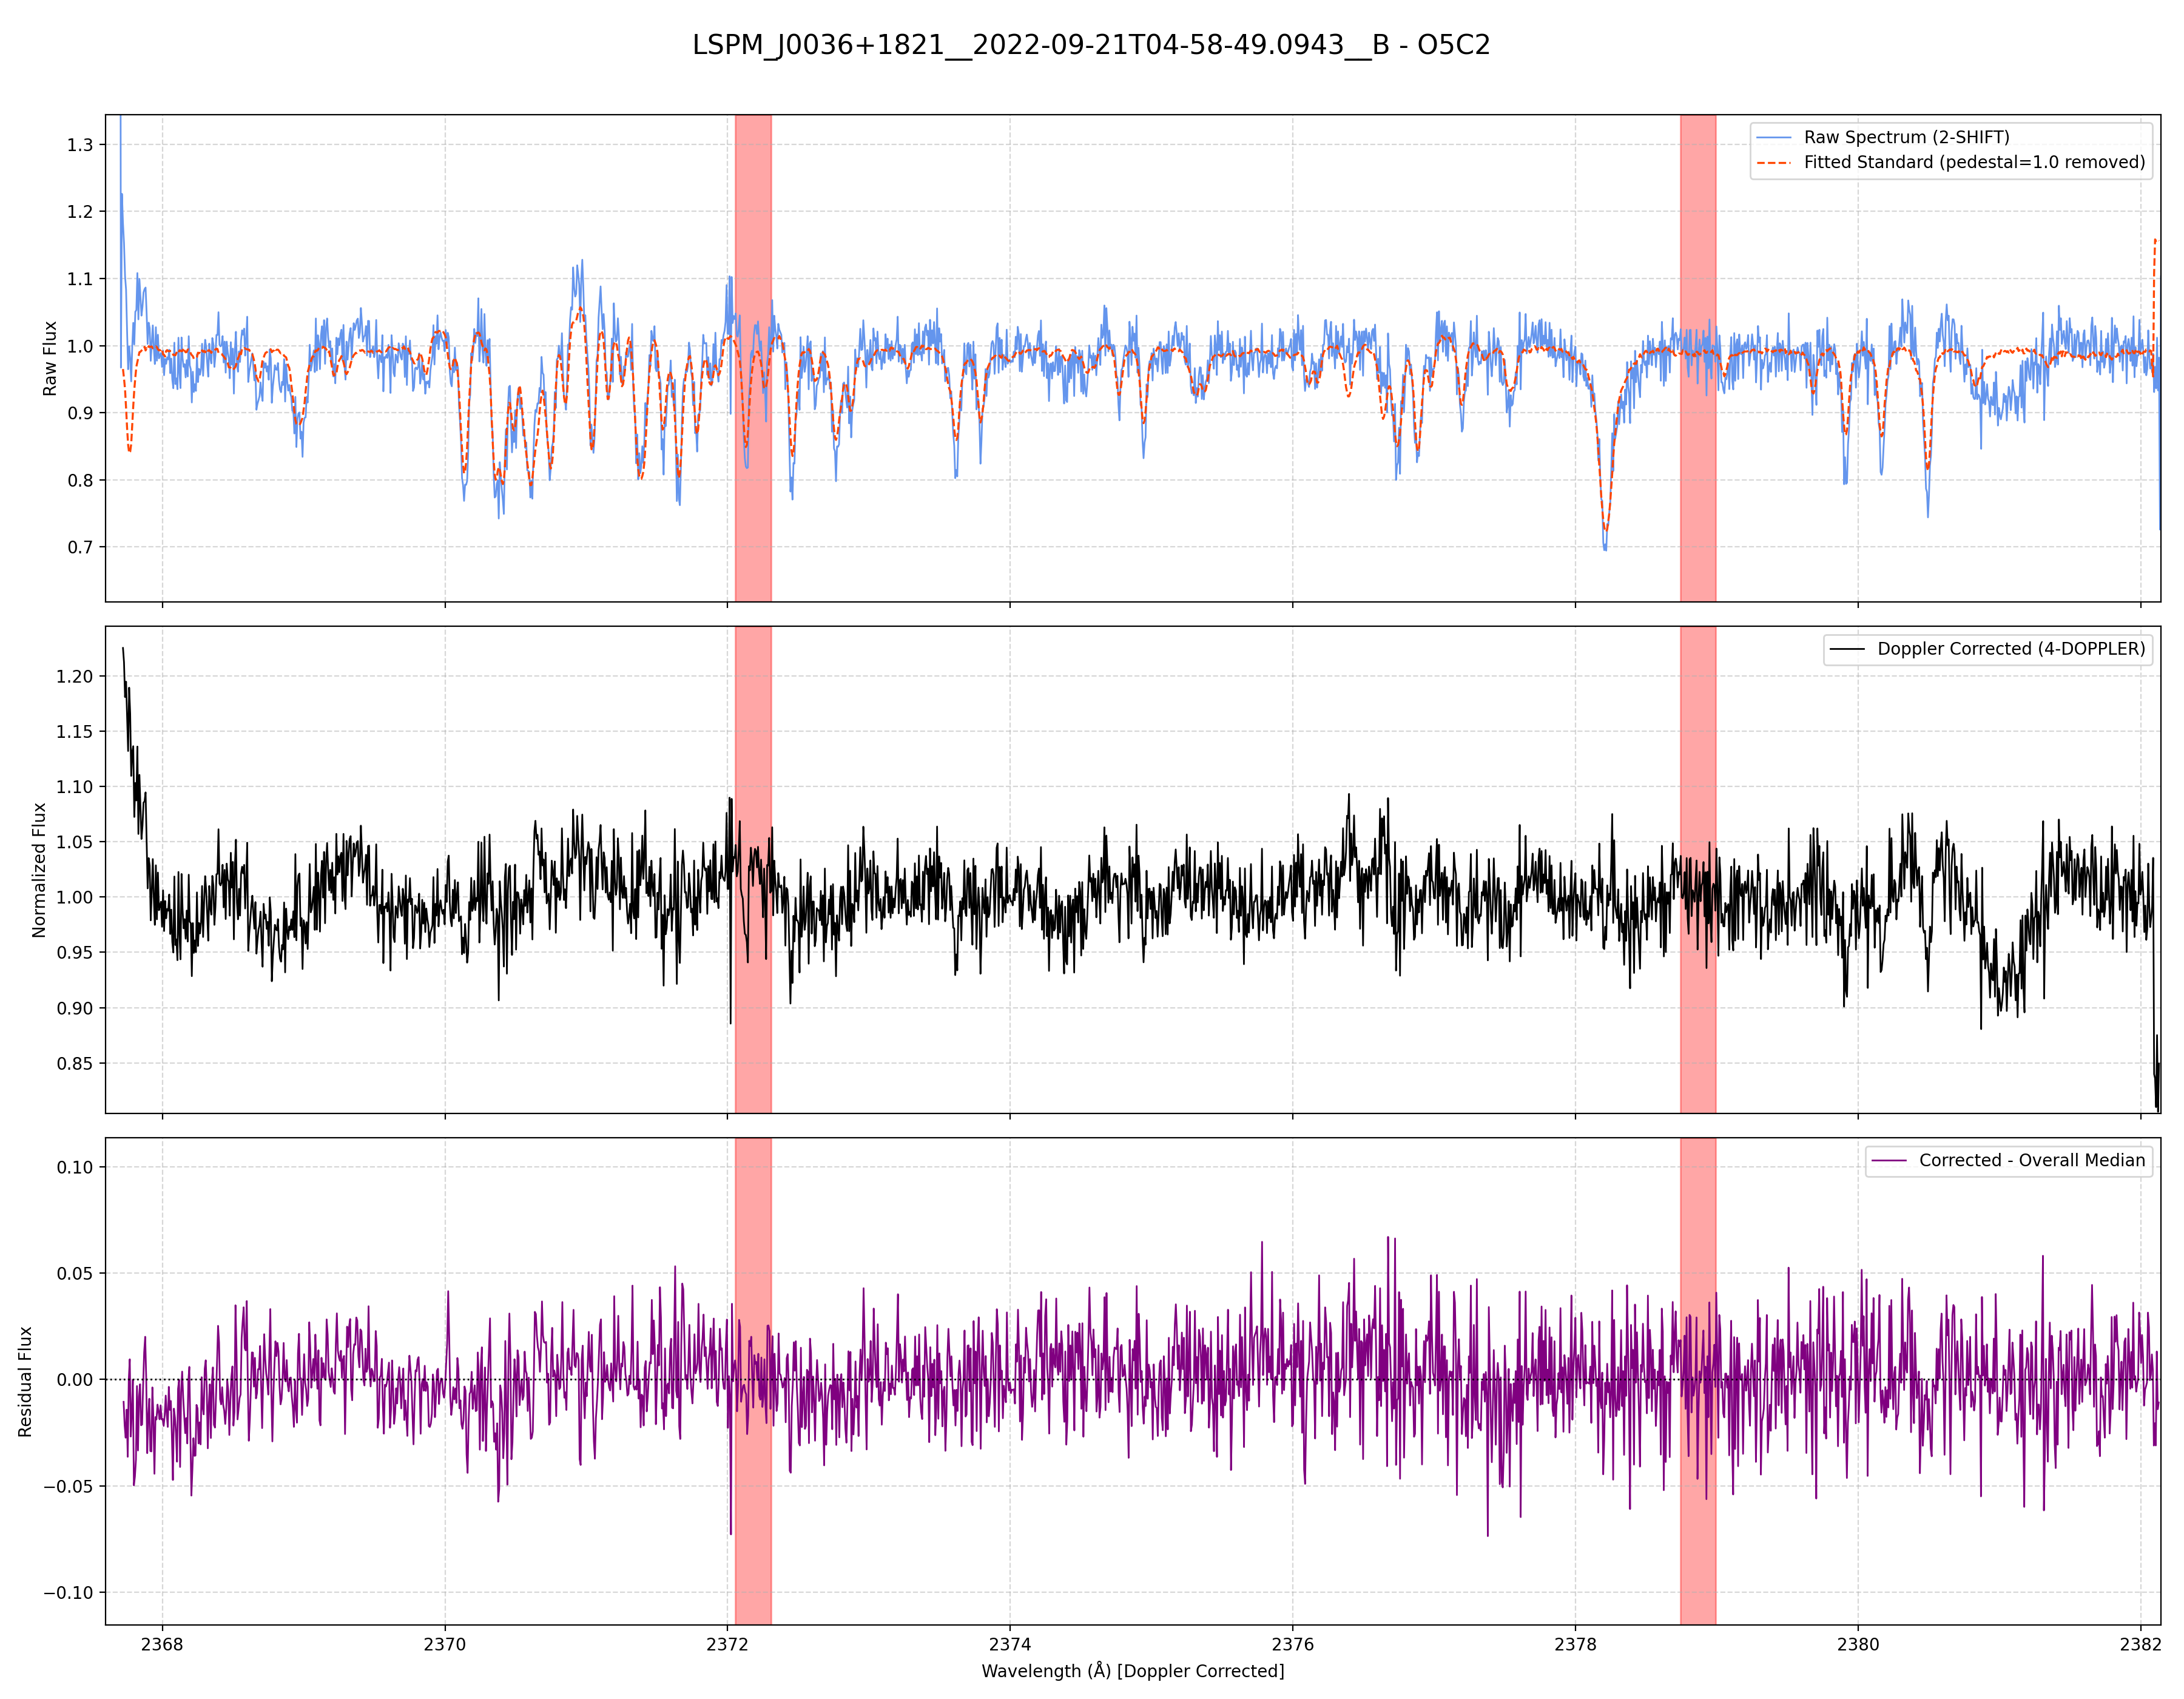 LSPM_J0036+1821__2022-09-21T04-58-49.0943__B - O5C2
Raw Flux
1.3
1.2
1.1
1.0
0.9
0.8
0.7
Raw Spectrum (2-SHIFT)
Fitted Standard (pedestal=1.0 removed)
Normalized Flux
1.20
1.15
1.10
1.05
1.00
0.95
0.90
0.85
Doppler Corrected (4-DOPPLER)
Residual Flux
0.10
0.05
0.00
−0.05
−0.10
Corrected - Overall Median
2368 2370 2372 2374 2376 2378 2380 2382
Wavelength (Å) [Doppler Corrected]